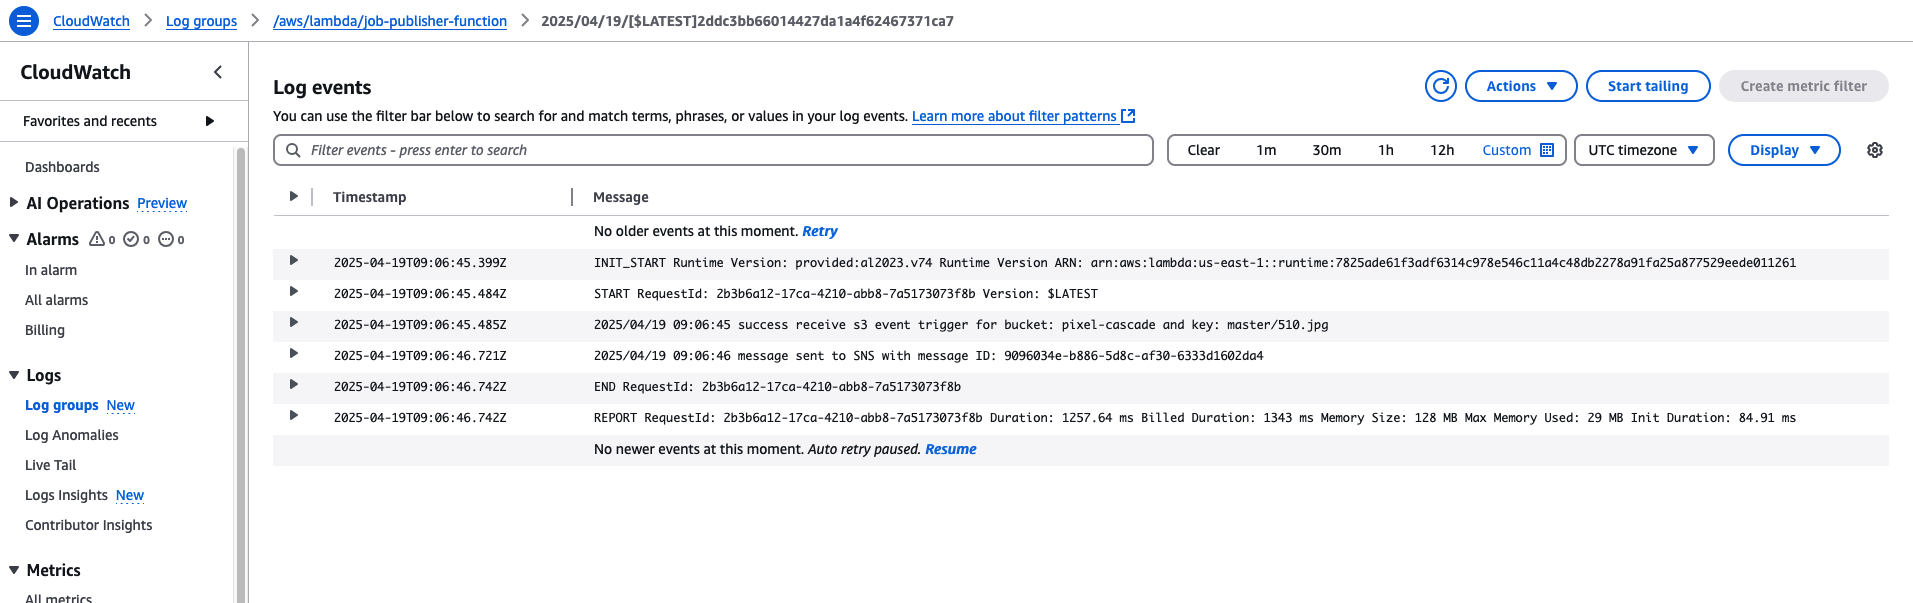 CloudWatch > Log groups > /aws/lambda/job-publisher-function > 2025/04/19/[$LATEST]2ddc3bb66014427da1a4f62467371ca7
CloudWatch
Favorites and recents
Dashboards
AI Operations Preview
Alarms 0 0 0
In alarm
All alarms
Billing
Logs
Log groups New
Log Anomalies
Live Tail
Logs Insights New
Contributor Insights
Metrics
All metrics
Log events
Actions
Start tailing
Create metric filter
You can use the filter bar below to search for and match terms, phrases, or values in your log events. Learn more about filter patterns
Filter events - press enter to search
Clear 1m 30m 1h 12h Custom
UTC timezone
Display
Timestamp Message
No older events at this moment. Retry
2025-04-19T09:06:45.399Z INIT_START Runtime Version: provided:al2023.v74 Runtime Version ARN: arn:aws:lambda:us-east-1::runtime:7825ade61f3adf6314c978e546c11a4c48db2278a91fa25a877529eede011261
2025-04-19T09:06:45.484Z START RequestId: 2b3b6a12-17ca-4210-abb8-7a5173073f8b Version: $LATEST
2025-04-19T09:06:45.485Z 2025/04/19 09:06:45 success receive s3 event trigger for bucket: pixel-cascade and key: master/510.jpg
2025-04-19T09:06:46.721Z 2025/04/19 09:06:46 message sent to SNS with message ID: 9096034e-b886-5d8c-af30-6333d1602da4
2025-04-19T09:06:46.742Z END RequestId: 2b3b6a12-17ca-4210-abb8-7a5173073f8b
2025-04-19T09:06:46.742Z REPORT RequestId: 2b3b6a12-17ca-4210-abb8-7a5173073f8b Duration: 1257.64 ms Billed Duration: 1343 ms Memory Size: 128 MB Max Memory Used: 29 MB Init Duration: 84.91 ms
No newer events at this moment. Auto retry paused. Resume